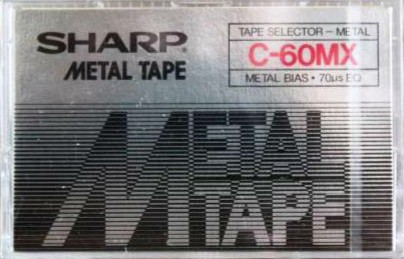 SHARP®
METAL TAPE
TAPE SELECTOR – METAL
C-60MX
METAL BIAS • 70µs EQ
METAL
TAPE